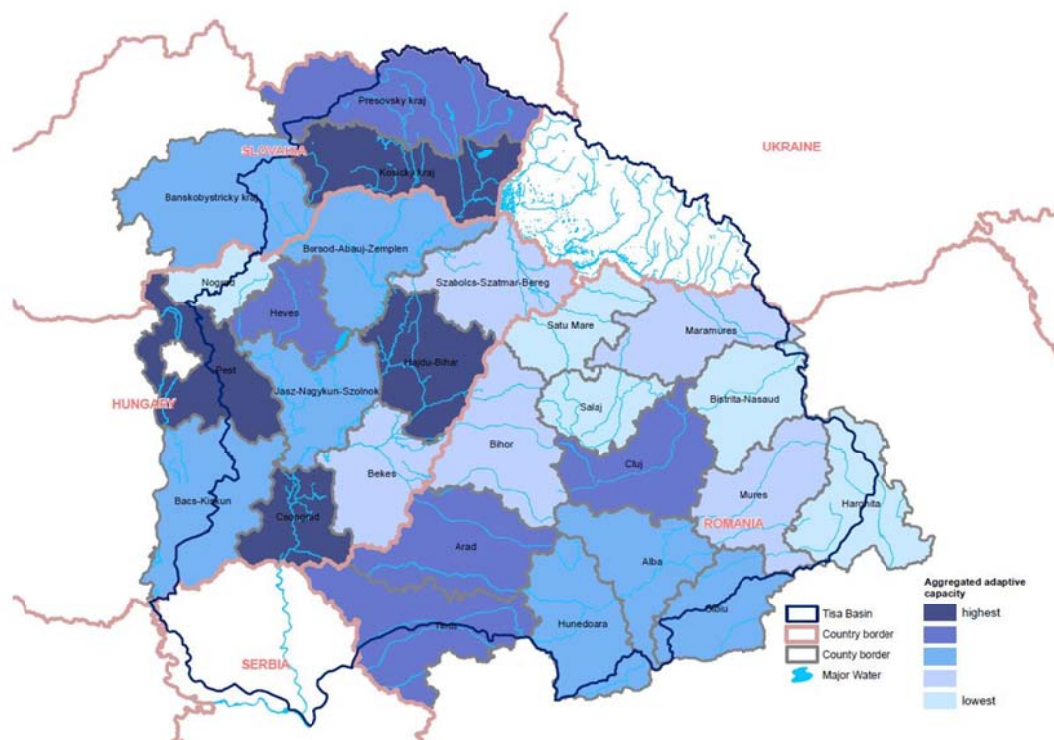 Presovsky kraj
UKRAINE
SLOVAKIA
Kosicky kraj
Banskobystricky kraj
Borsod-Abauj-Zemplen
Nograd
Szabolcs-Szatmar-Bereg
Heves
Satu Mare
Maramures
Hajdu-Bihar
Pest
Jasz-Nagykun-Szolnok
Bistrita-Nasaud
HUNGARY
Salaj
Bihor
Cluj
Bekes
Bacs-Kiskun
Mures
Harghita
Csongrad
ROMANIA
Arad
Alba
Aggregated adaptive
capacity
highest
Sibiu
Tisa Basin
Timis
Hunedoara
Country border
County border
SERBIA
Major Water
lowest